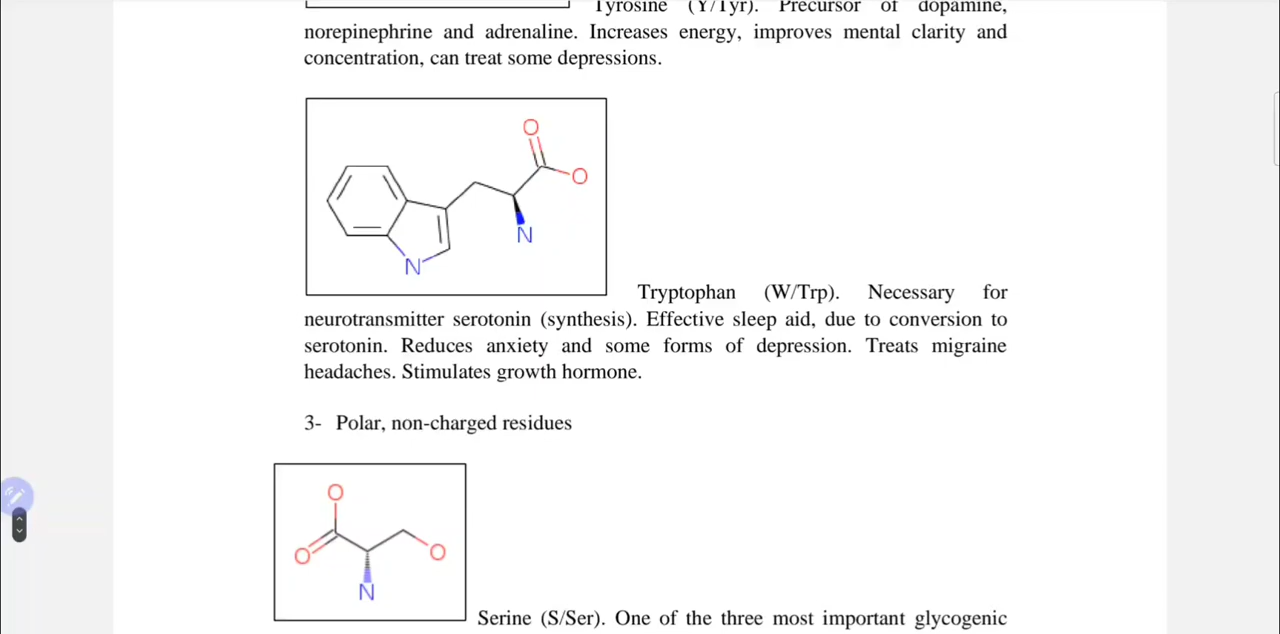 Tyrosine (Y/Tyr). Precursor of dopamine,
norepinephrine and adrenaline. Increases energy, improves mental clarity and
concentration, can treat some depressions.
O
O
N
N
Tryptophan (W/Trp). Necessary for
neurotransmitter serotonin (synthesis). Effective sleep aid, due to conversion to
serotonin. Reduces anxiety and some forms of depression. Treats migraine
headaches. Stimulates growth hormone.
3- Polar, non-charged residues
O
O
O
N
Serine (S/Ser). One of the three most important glycogenic